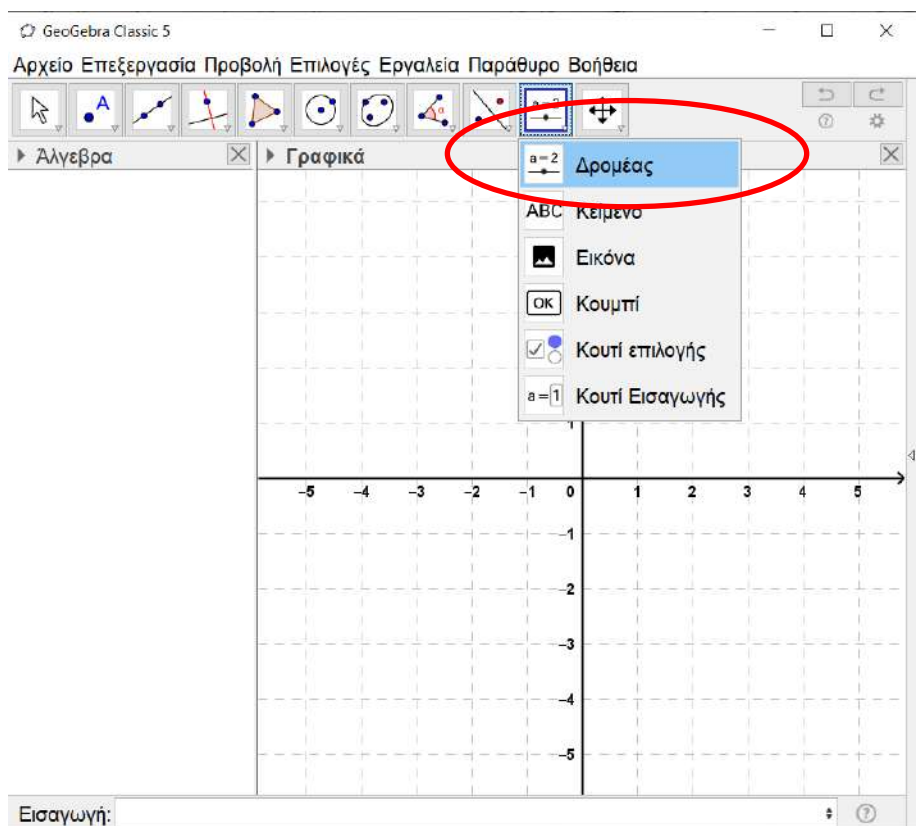 GeoGebra Classic 5
Αρχείο Επεξεργασία Προβολή Επιλογές Εργαλεία Παράθυρο Βοήθεια
A
α
a=2
Άλγεβρα
Γραφικά
a=2 Δρομέας
ABC Κείμενο
Εικόνα
OK Κουμπί
Κουτί επιλογής
a=1 Κουτί Εισαγωγής
1
-5 -4 -3 -2 -1 0 1 2 3 4 5
-1
-2
-3
-4
-5
Εισαγωγή: